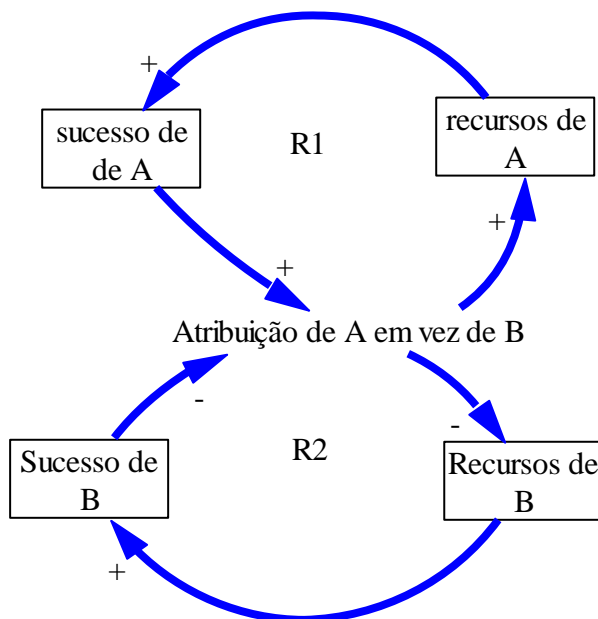 +
sucesso de
de A
R1
recursos de
A
+
+
Atribuição de A em vez de B
-
-
Sucesso de
B
R2
Recursos de
B
+